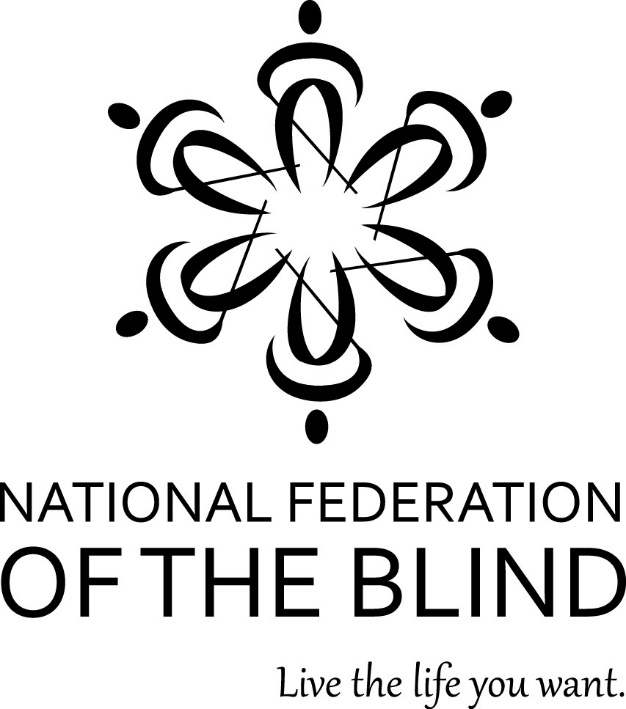 NATIONAL FEDERATION
OF THE BLIND
Live the life you want.